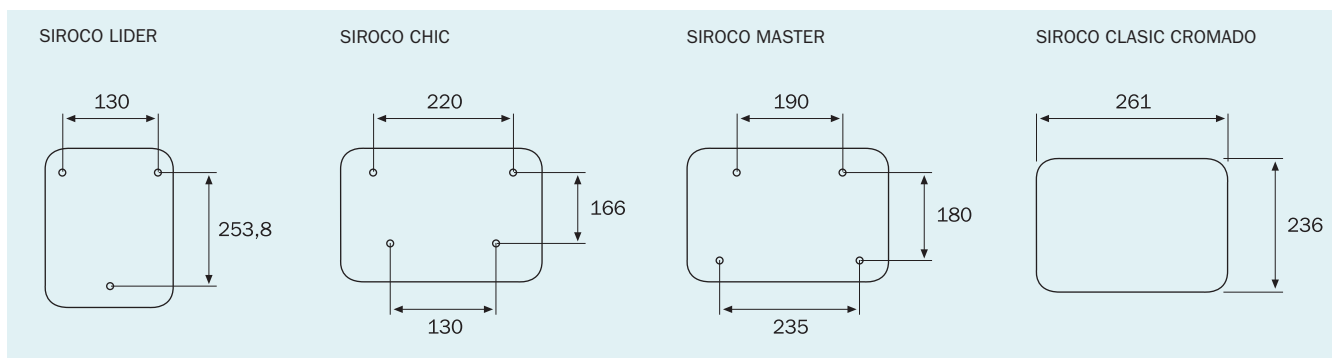 SIROCO LIDER
130
253,8
SIROCO CHIC
220
166
130
SIROCO MASTER
190
180
235
SIROCO CLASIC CROMADO
261
236